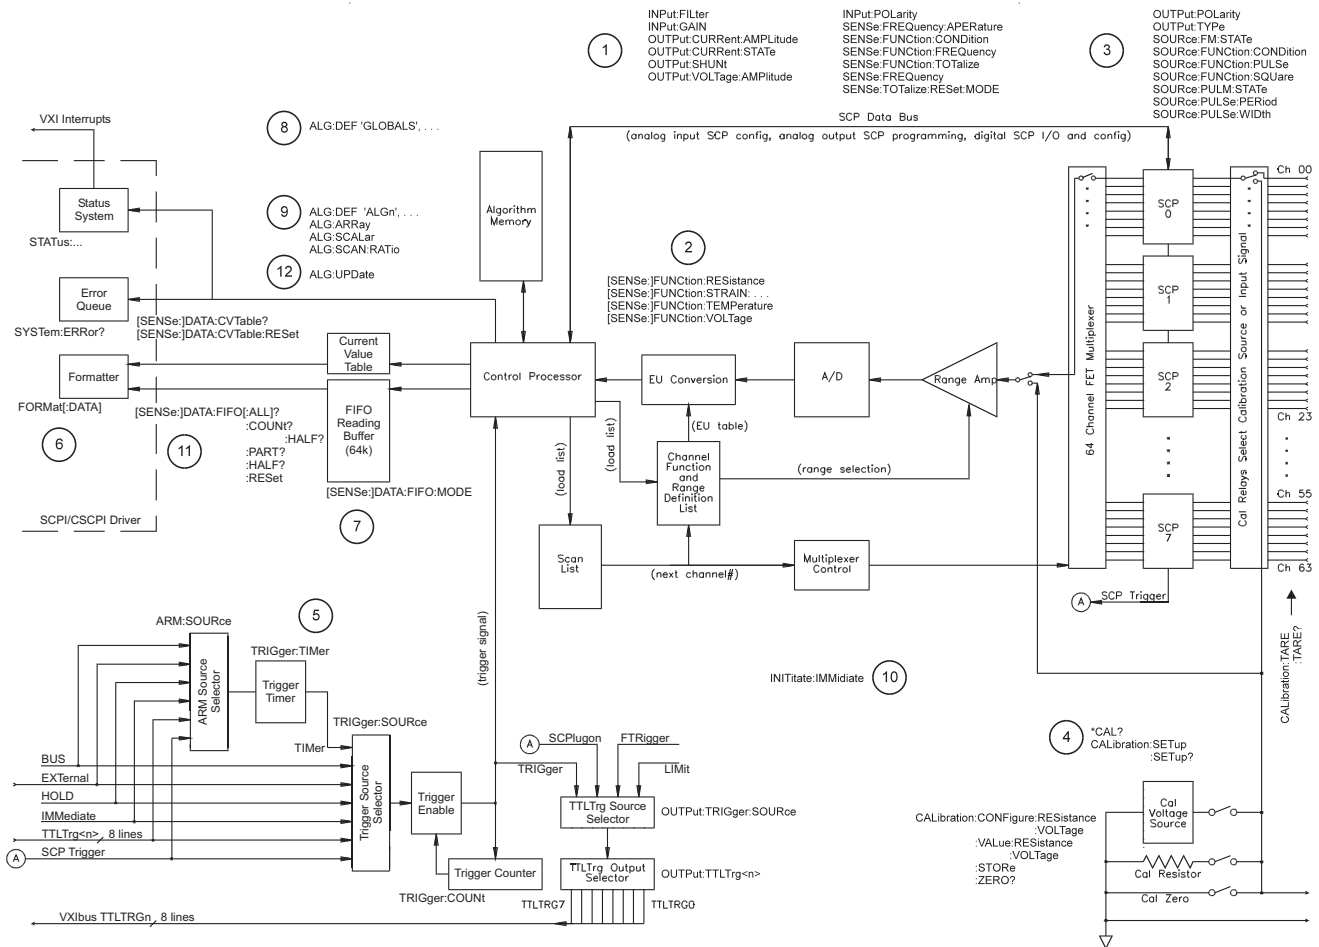 INPut:FILter
INPut:GAIN
OUTPut:CURRent:AMPLitude
OUTPut:CURRent:STATe
OUTPut:SHUNt
OUTPut:VOLTage:AMPlitude
1
INPut:POLarity
SENSe:FREQuency:APERature
SENSe:FUNCtion:CONDition
SENSe:FUNCtion:FREQuency
SENSe:FUNCtion:TOTalize
SENSe:FREQuency
SENSe:TOTalize:RESet:MODE
3
OUTPut:POLarity
OUTPut:TYPe
SOURce:FM:STATe
SOURce:FUNCtion:CONDition
SOURce:FUNCtion:PULSe
SOURce:FUNCtion:SQUare
SOURce:PULM:STATe
SOURce:PULSe:PERiod
SOURce:PULSe:WIDth
SCP Data Bus
(analog input SCP config, analog output SCP programming, digital SCP I/O and config)
VXI Interrupts
8
ALG:DEF 'GLOBALS', . . .
Status
System
STATus:...
9
ALG:DEF 'ALGn', . . .
ALG:ARRay
ALG:SCALar
ALG:SCAN:RATio
12
ALG:UPDate
Algorithm
Memory
2
[SENSe:]FUNCtion:RESistance
[SENSe:]FUNCtion:STRAIN: . . .
[SENSe:]FUNCtion:TEMPerature
[SENSe:]FUNCtion:VOLTage
Error
Queue
SYSTem:ERRor?
[SENSe:]DATA:CVTable?
[SENSe:]DATA:CVTable:RESet
Current
Value
Table
Formatter
FORMat[:DATA]
6
[SENSe:]DATA:FIFO[:ALL]?
:COUNt?
:HALF?
:PART?
:HALF?
:RESet
11
FIFO
Reading
Buffer
(64k)
[SENSe:]DATA:FIFO:MODE
7
SCPI/CSCPI Driver
Control Processor
EU Conversion
A/D
Range Amp
(EU table)
(load list)
(load list)
Channel
Function
and
Range
Definition
List
(range selection)
Scan
List
(next channel#)
Multiplexer
Control
64 Channel FET Multiplexer
SCP
0
SCP
1
SCP
2
SCP
7
Cal Relays Select Calibration Source or Input Signal
Ch 00
Ch 23
Ch 55
Ch 63
A
SCP Trigger
CALibration:TARE
:TARE?
5
ARM:SOURce
ARM Source
Selector
TRIGger:TIMer
Trigger
Timer
TRIGger:SOURce
TIMer
BUS
EXTernal
HOLD
IMMediate
TTLTrg<n> 8 lines
A
SCP Trigger
Trigger Source
Selector
Trigger
Enable
Trigger Counter
TRIGger:COUNt
(trigger signal)
VXIbus TTLTRGn 8 lines
A
SCPlugon
FTRigger
TRIGger
LIMit
TTLTrg Source
Selector
OUTPut:TRIGger:SOURce
TTLTrg Output
Selector
OUTPut:TTLTrg<n>
TTLTRG7
TTLTRG0
INITitate:IMMidiate
10
4
*CAL?
CALibration:SETup
:SETup?
CALibration:CONFigure:RESistance
:VOLTage
:VALue:RESistance
:VOLTage
:STORe
:ZERO?
Cal
Voltage
Source
Cal Resistor
Cal Zero